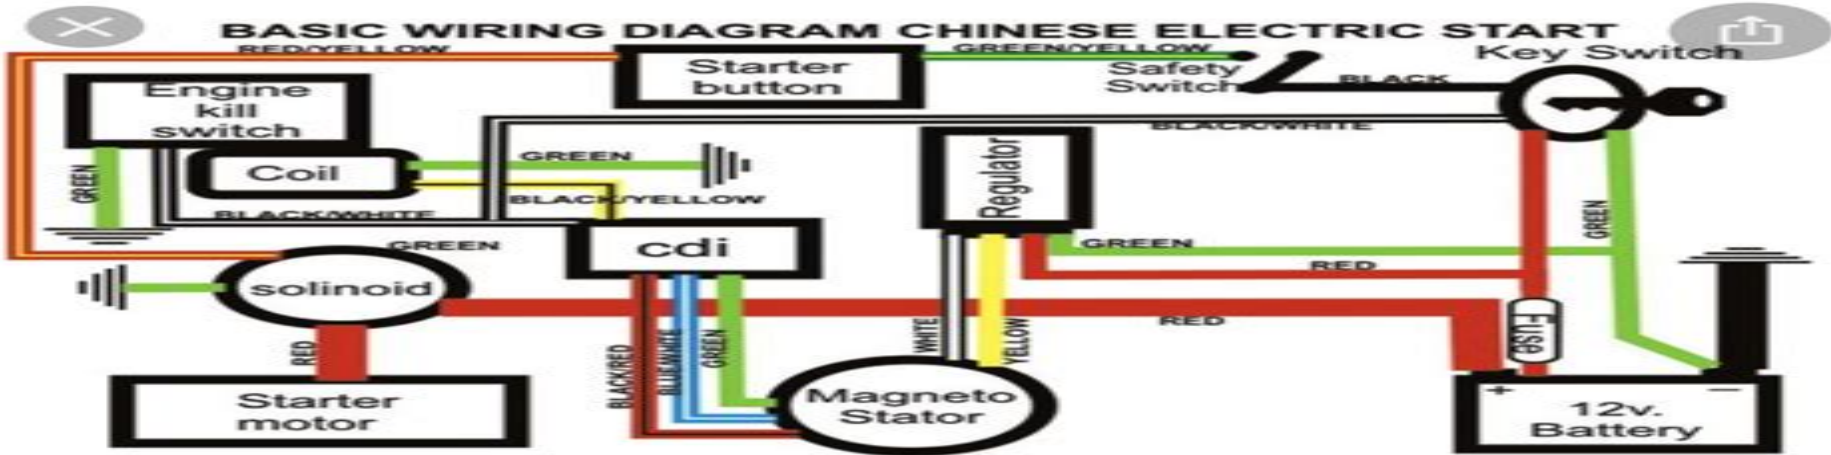 BASIC WIRING DIAGRAM CHINESE ELECTRIC START
RED/YELLOW
GREEN/YELLOW
Key Switch
Starter
button
Safety
Switch
BLACK
Engine
kill
switch
BLACK/WHITE
Coil
GREEN
GREEN
BLACK/YELLOW
Regulator
BLACK/WHITE
GREEN
GREEN
cdi
GREEN
RED
solinoid
RED
Fuse
RED
BLACK/RED
BLUE/WHITE
GREEN
WHITE
YELLOW
Starter
motor
Magneto
Stator
+
−
12v.
Battery